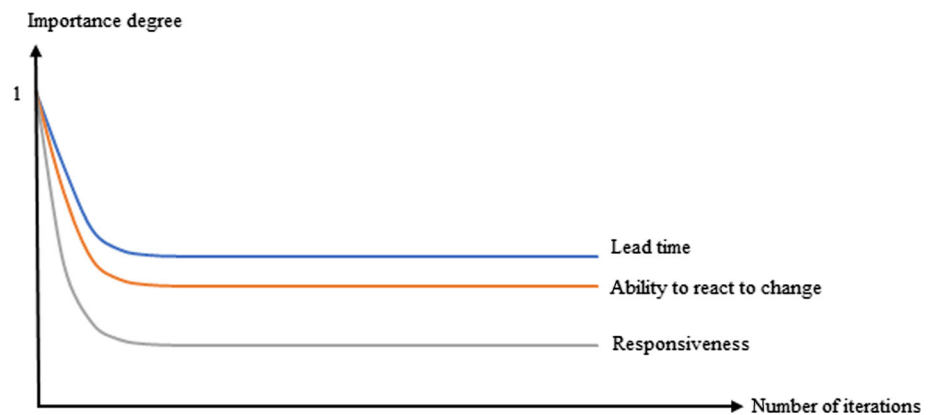 Importance degree
1
Lead time
Ability to react to change
Responsiveness
Number of iterations